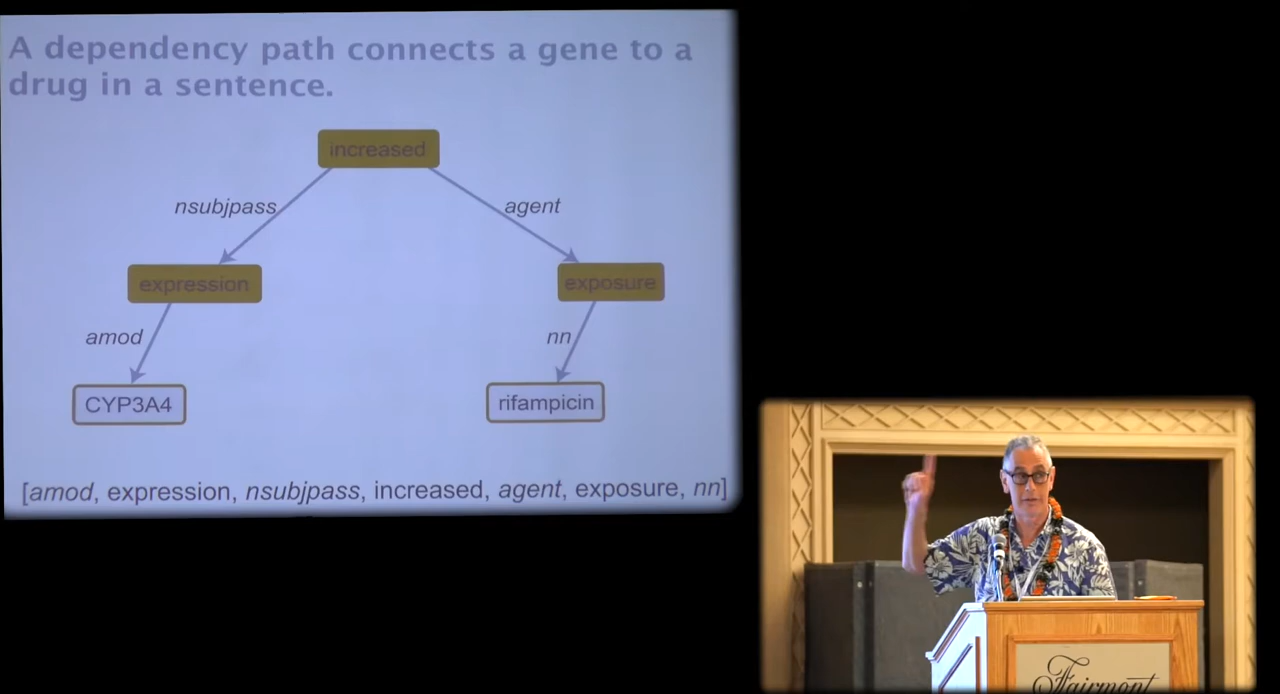 A dependency path connects a gene to a
drug in a sentence.
increased
nsubjpass
agent
expression
exposure
amod
nn
CYP3A4
rifampicin
[amod, expression, nsubjpass, increased, agent, exposure, nn]
Fairmont